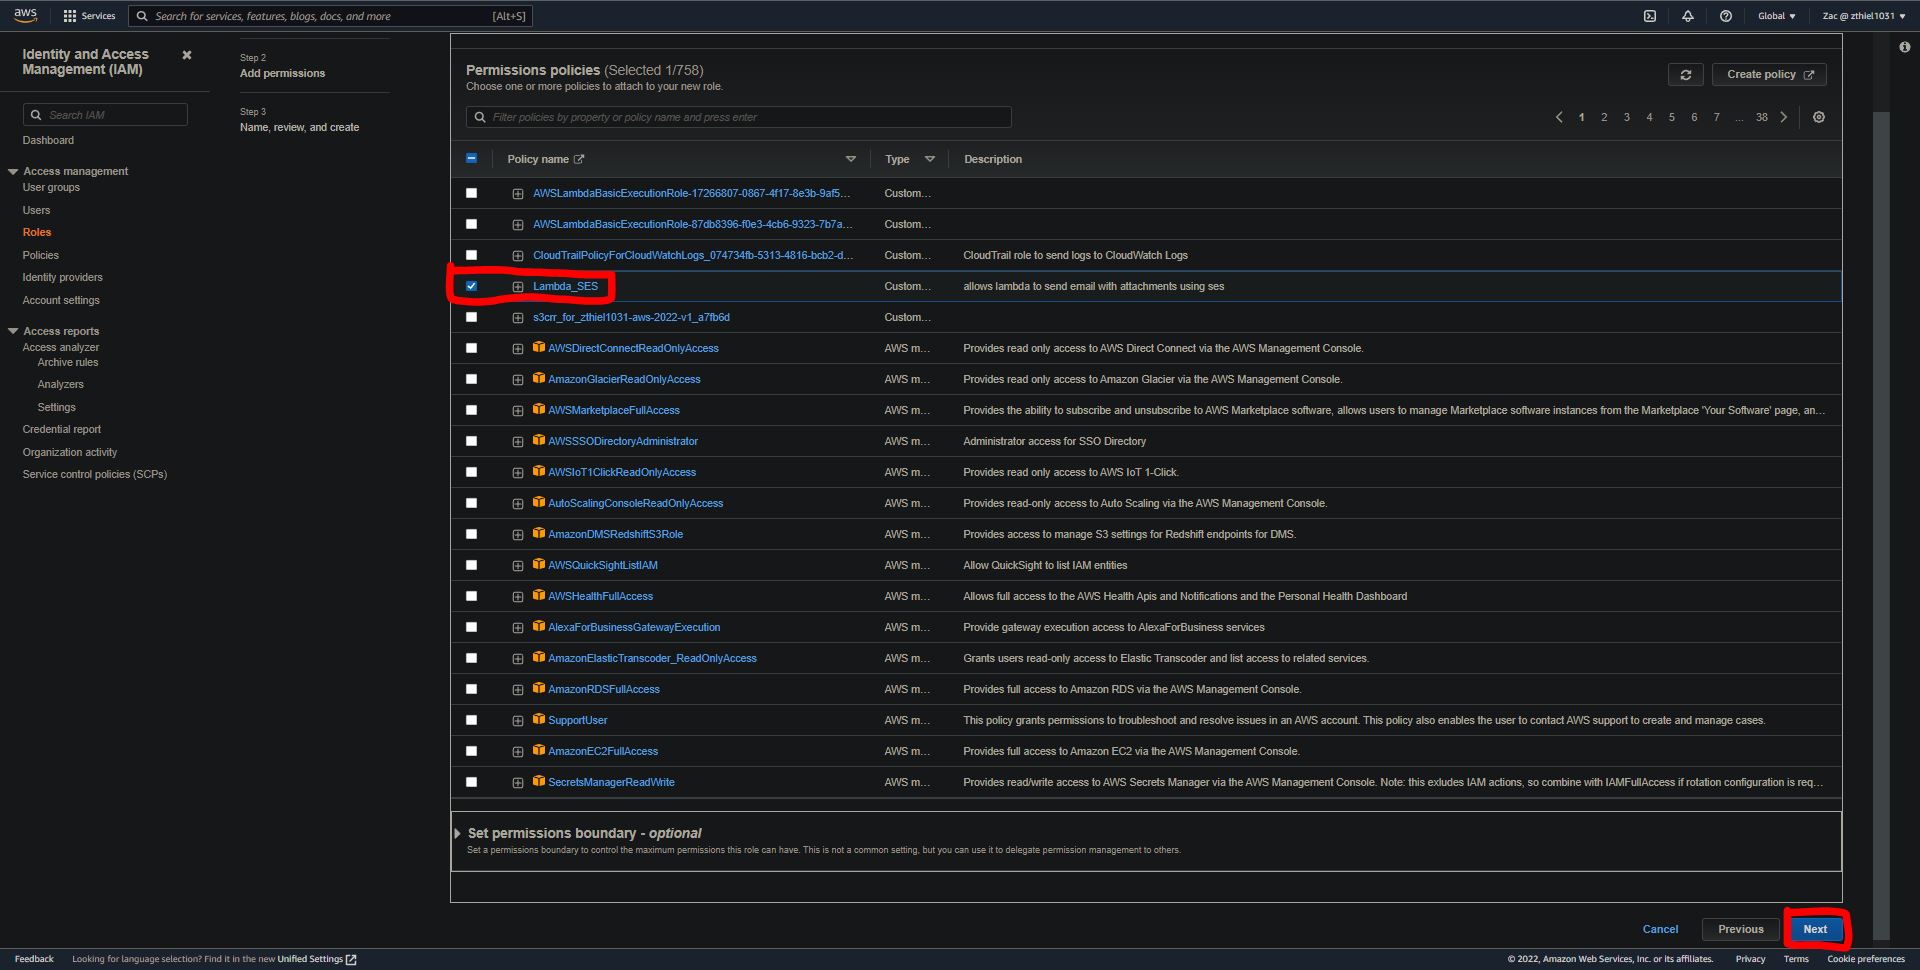 aws
Services
Search for services, features, blogs, docs, and more
[Alt+S]
Global
Zac @ zthiel1031
Identity and Access
Management (IAM)
Search IAM
Dashboard
Access management
User groups
Users
Roles
Policies
Identity providers
Account settings
Access reports
Access analyzer
Archive rules
Analyzers
Settings
Credential report
Organization activity
Service control policies (SCPs)
Step 2
Add permissions
Step 3
Name, review, and create
Permissions policies (Selected 1/758)
Choose one or more policies to attach to your new role.
Create policy
Filter policies by property or policy name and press enter
1 2 3 4 5 6 7 ... 38
Policy name Type Description
AWSLambdaBasicExecutionRole-17266807-0867-4f17-8e3b-9af5... Custom...
AWSLambdaBasicExecutionRole-87db8396-f0e3-4cb6-9323-7b7a... Custom...
CloudTrailPolicyForCloudWatchLogs_074734fb-5313-4816-bcb2-d... Custom... CloudTrail role to send logs to CloudWatch Logs
Lambda_SES Custom... allows lambda to send email with attachments using ses
s3crr_for_zthiel1031-aws-2022-v1_a7fb6d Custom...
AWSDirectConnectReadOnlyAccess AWS m... Provides read only access to AWS Direct Connect via the AWS Management Console.
AmazonGlacierReadOnlyAccess AWS m... Provides read only access to Amazon Glacier via the AWS Management Console.
AWSMarketplaceFullAccess AWS m... Provides the ability to subscribe and unsubscribe to AWS Marketplace software, allows users to manage Marketplace software instances from the Marketplace 'Your Software' page, an...
AWSSSODirectoryAdministrator AWS m... Administrator access for SSO Directory
AWSIoT1ClickReadOnlyAccess AWS m... Provides read only access to AWS IoT 1-Click.
AutoScalingConsoleReadOnlyAccess AWS m... Provides read-only access to Auto Scaling via the AWS Management Console.
AmazonDMSRedshiftS3Role AWS m... Provides access to manage S3 settings for Redshift endpoints for DMS.
AWSQuickSightListIAM AWS m... Allow QuickSight to list IAM entities
AWSHealthFullAccess AWS m... Allows full access to the AWS Health Apis and Notifications and the Personal Health Dashboard
AlexaForBusinessGatewayExecution AWS m... Provide gateway execution access to AlexaForBusiness services
AmazonElasticTranscoder_ReadOnlyAccess AWS m... Grants users read-only access to Elastic Transcoder and list access to related services.
AmazonRDSFullAccess AWS m... Provides full access to Amazon RDS via the AWS Management Console.
SupportUser AWS m... This policy grants permissions to troubleshoot and resolve issues in an AWS account. This policy also enables the user to contact AWS support to create and manage cases.
AmazonEC2FullAccess AWS m... Provides full access to Amazon EC2 via the AWS Management Console.
SecretsManagerReadWrite AWS m... Provides read/write access to AWS Secrets Manager via the AWS Management Console. Note: this exludes IAM actions, so combine with IAMFullAccess if rotation configuration is req...
Set permissions boundary - optional
Set a permissions boundary to control the maximum permissions this role can have. This is not a common setting, but you can use it to delegate permission management to others.
Cancel Previous Next
Feedback Looking for language selection? Find it in the new Unified Settings
© 2022, Amazon Web Services, Inc. or its affiliates. Privacy Terms Cookie preferences